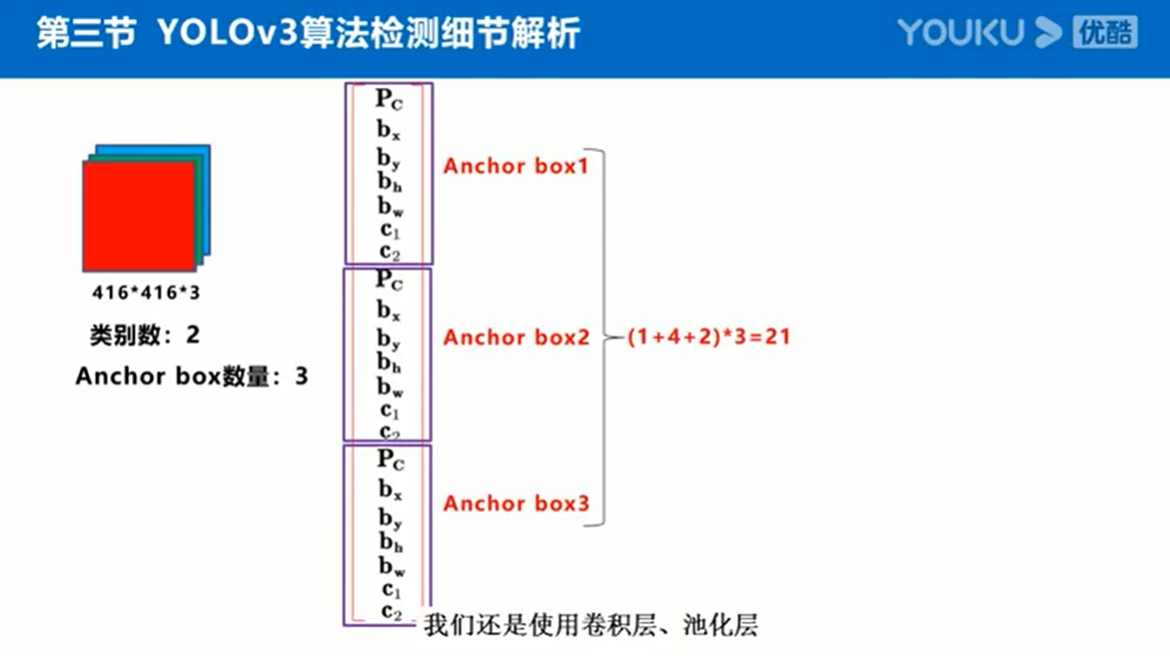 第三节 YOLOv3算法检测细节解析
YOUKU 优酷
416*416*3
类别数：2
Anchor box数量：3
P_C
b_x
b_y
b_h
b_w
c_1
c_2
Anchor box1
P_C
b_x
b_y
b_h
b_w
c_1
c_2
Anchor box2
P_C
b_x
b_y
b_h
b_w
c_1
c_2
Anchor box3
(1+4+2)*3=21
我们还是使用卷积层、池化层